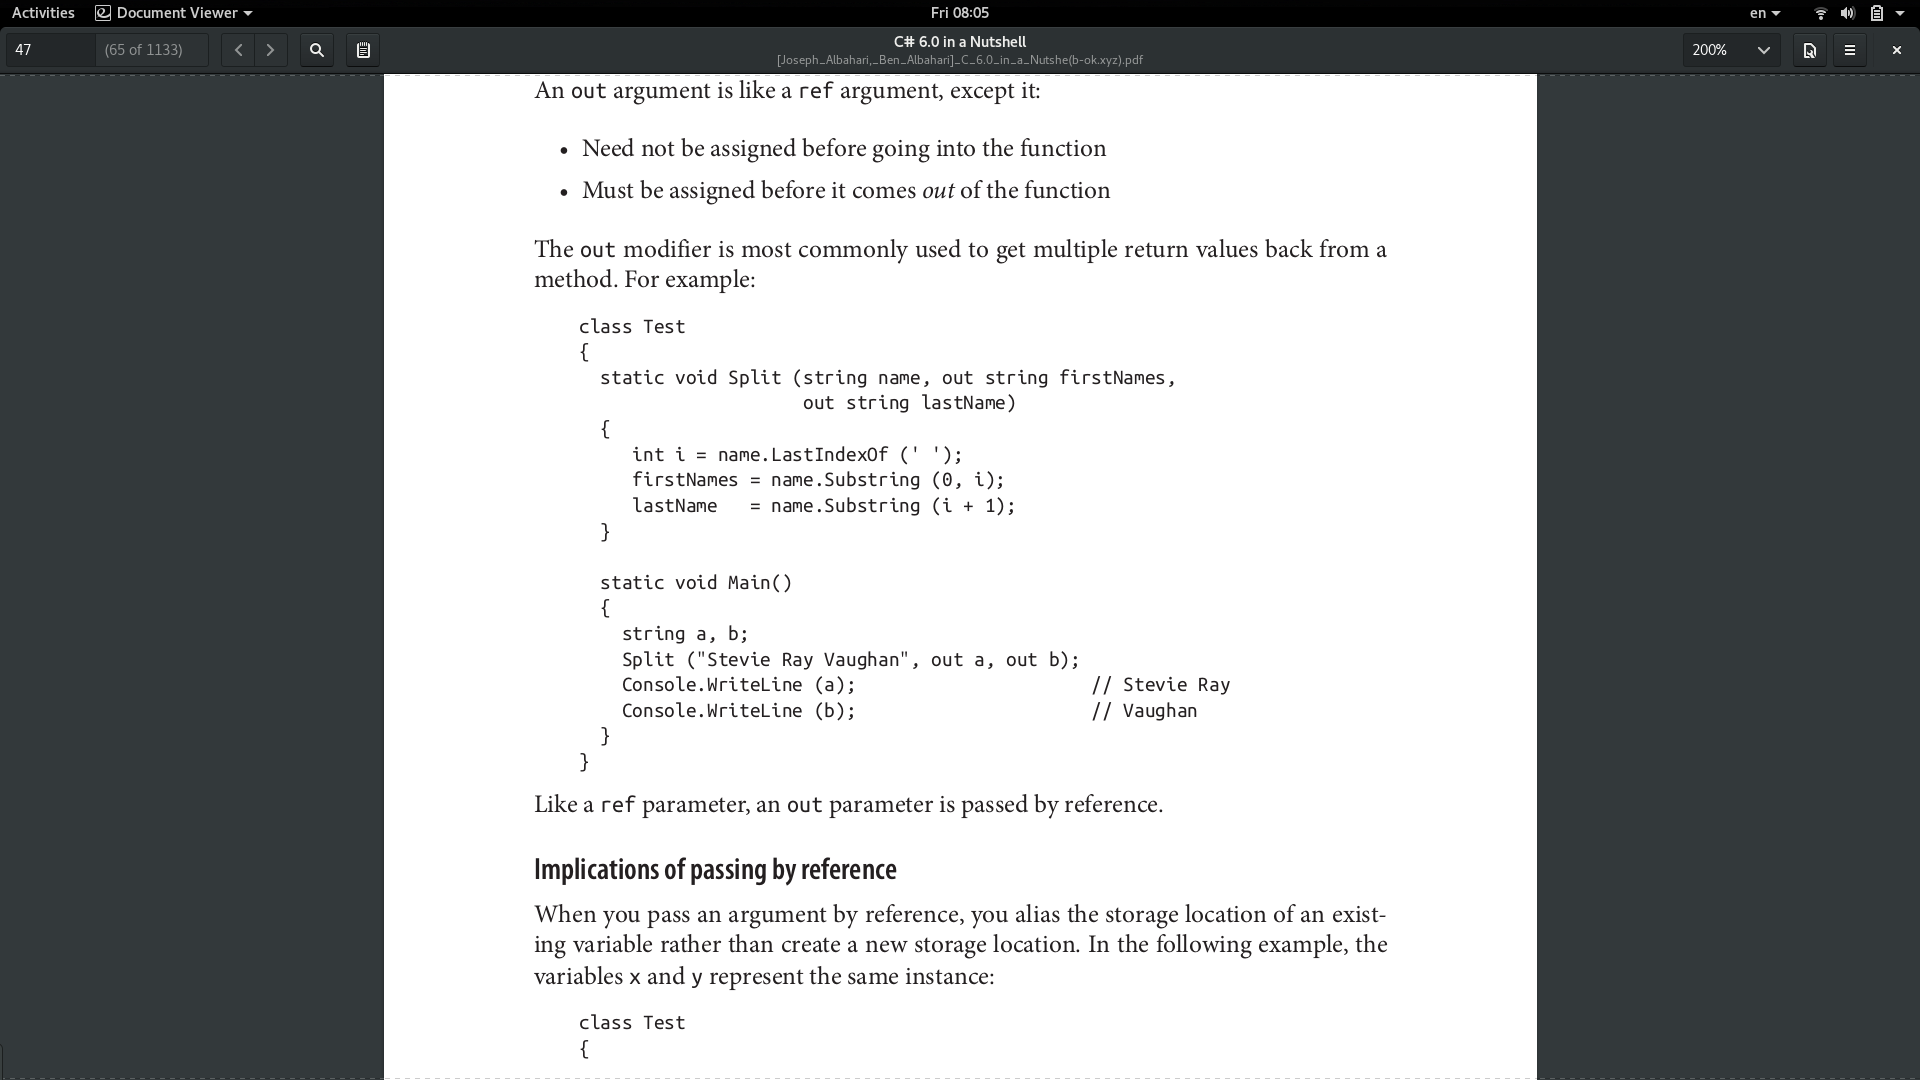 Activities Document Viewer Fri 08:05 en
47 (65 of 1133) C# 6.0 in a Nutshell 200%
[Joseph_Albahari,_Ben_Albahari]_C_6.0_in_a_Nutshe(b-ok.xyz).pdf
An out argument is like a ref argument, except it:
• Need not be assigned before going into the function
• Must be assigned before it comes out of the function
The out modifier is most commonly used to get multiple return values back from a
method. For example:
class Test
{
static void Split (string name, out string firstNames,
out string lastName)
{
int i = name.LastIndexOf (' ');
firstNames = name.Substring (0, i);
lastName = name.Substring (i + 1);
}
static void Main()
{
string a, b;
Split ("Stevie Ray Vaughan", out a, out b);
Console.WriteLine (a); // Stevie Ray
Console.WriteLine (b); // Vaughan
}
}
Like a ref parameter, an out parameter is passed by reference.
Implications of passing by reference
When you pass an argument by reference, you alias the storage location of an exist-
ing variable rather than create a new storage location. In the following example, the
variables x and y represent the same instance:
class Test
{